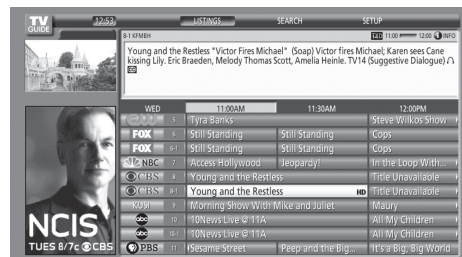 TV GUIDE 12:53 LISTINGS SEARCH SETUP
8-1 KFMBH 11:00 12:00 INFO
Young and the Restless "Victor Fires Michael" (Soap) Victor fires Michael; Karen sees Cane
kissing Lily. Eric Braeden, Melody Thomas Scott, Amelia Heinle. TV14 (Suggestive Dialogue)
WED 11:00AM 11:30AM 12:00PM
5 Tyra Banks Steve Wilkos Show
FOX 6 Still Standing Still Standing Cops
FOX 6-1 Still Standing Still Standing Cops
NBC 7 Access Hollywood Jeopardy! In the Loop With...
CBS 8 Young and the Restless Title Unavailable
CBS 8-1 Young and the Restless HD Title Unavailable
KUSI 9 Morning Show With Mike and Juliet Maury
abc 10 10News Live @ 11A All My Children
abc 10-1 10News Live @ 11A All My Children
PBS 11 Sesame Street Peep and the Big... It's a Big, Big World
NCIS
TUES 8/7c CBS